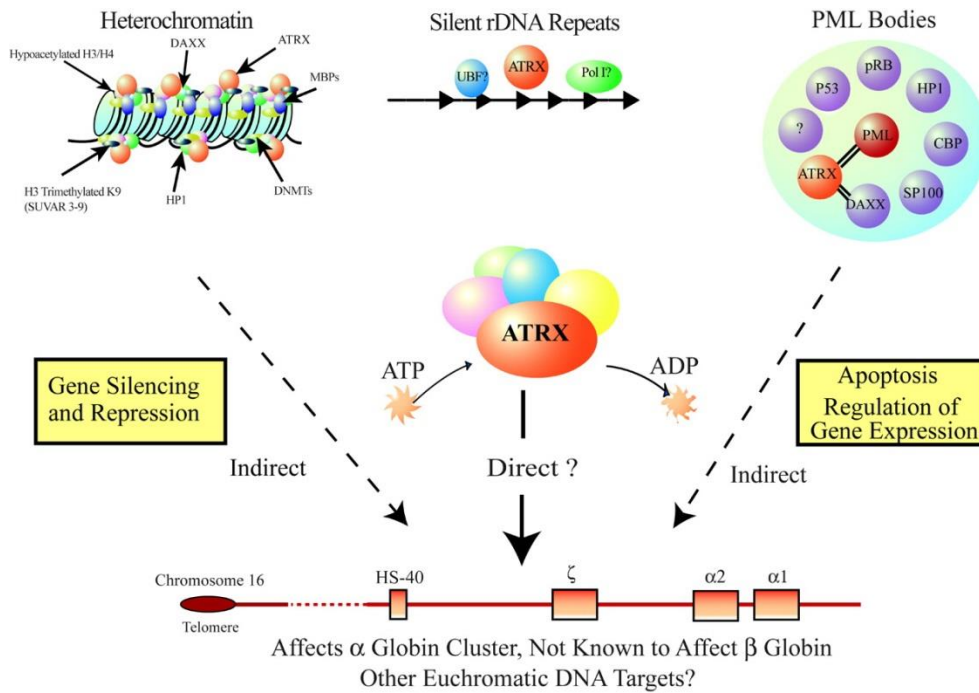 Heterochromatin
Hypoacetylated H3/H4
DAXX
ATRX
MBPs
H3 Trimethylated K9
(SUVAR 3-9)
HP1
DNMTs
Silent rDNA Repeats
UBF?
ATRX
Pol I?
PML Bodies
pRB
P53
HP1
?
PML
CBP
ATRX
DAXX
SP100
ATRX
ATP
ADP
Gene Silencing
and Repression
Apoptosis
Regulation of
Gene Expression
Indirect
Direct ?
Indirect
Chromosome 16
Telomere
HS-40
ζ
α2
α1
Affects α Globin Cluster, Not Known to Affect β Globin
Other Euchromatic DNA Targets?